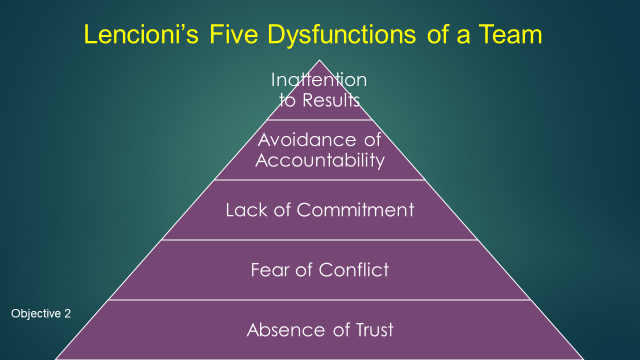 Lencioni’s Five Dysfunctions of a Team
Inattention
to Results
Avoidance of
Accountability
Lack of Commitment
Fear of Conflict
Objective 2
Absence of Trust